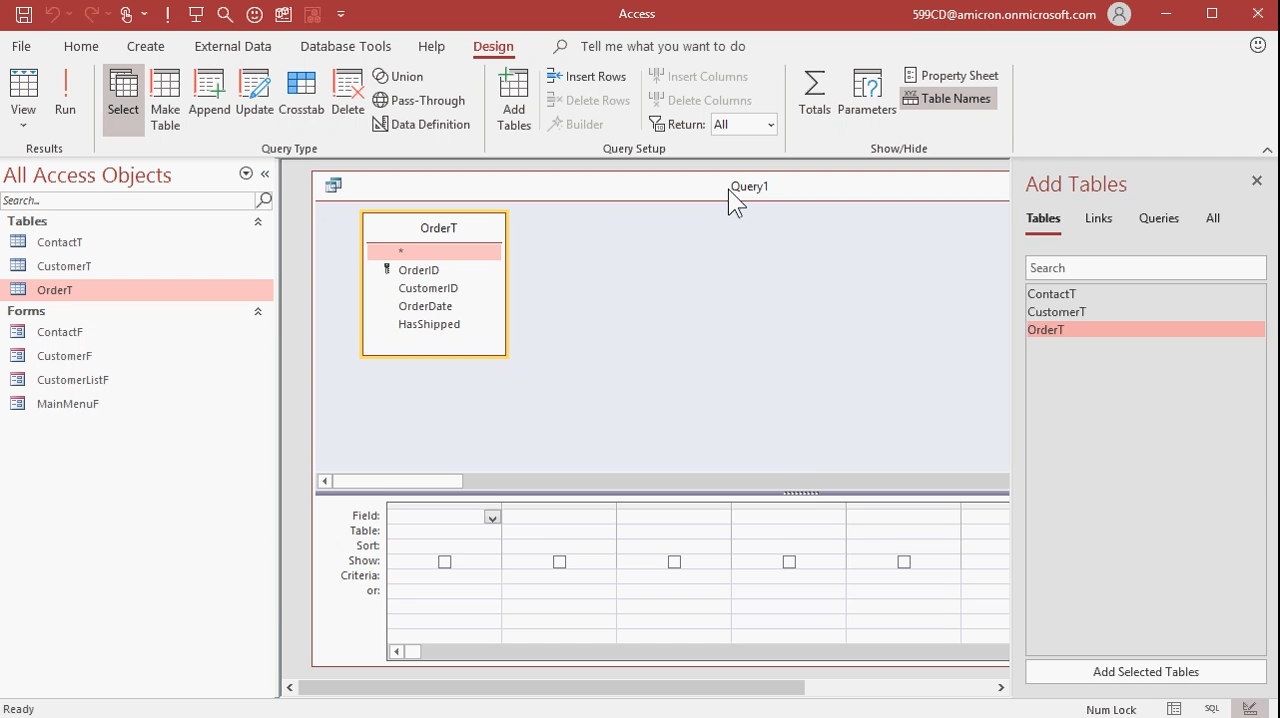 Access
599CD@amicron.onmicrosoft.com
File Home Create External Data Database Tools Help Design Tell me what you want to do
View
Run
Select
Make Table
Append
Update
Crosstab
Delete
Union
Pass-Through
Data Definition
Add Tables
Insert Rows
Delete Rows
Builder
Insert Columns
Delete Columns
Return: All
Totals
Parameters
Property Sheet
XYZ Table Names
Results
Query Type
Query Setup
Show/Hide
All Access Objects
Search...
Tables
ContactT
CustomerT
OrderT
Forms
ContactF
CustomerF
CustomerListF
MainMenuF
Query1
OrderT
*
OrderID
CustomerID
OrderDate
HasShipped
Field:
Table:
Sort:
Show:
Criteria:
or:
Add Tables
Tables Links Queries All
Search
ContactT
CustomerT
OrderT
Add Selected Tables
Ready
Num Lock
SQL